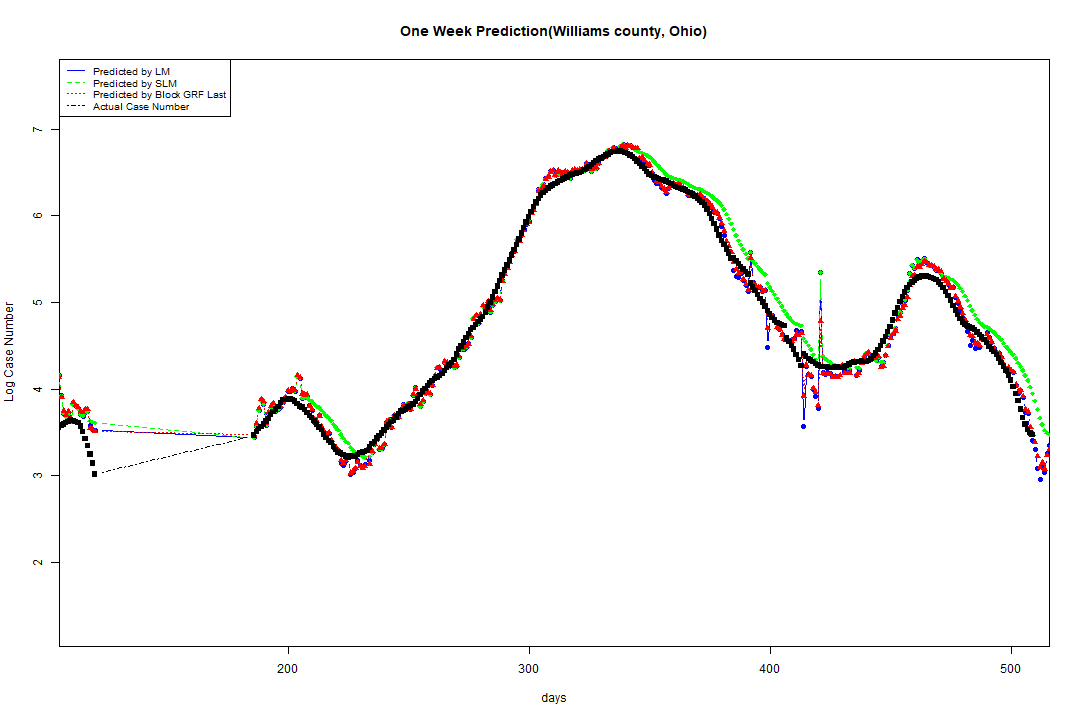 One Week Prediction(Williams county, Ohio)
Predicted by LM
Predicted by SLM
Predicted by Block GRF Last
Actual Case Number
7
6
5
4
3
2
Log Case Number
200 300 400 500
days